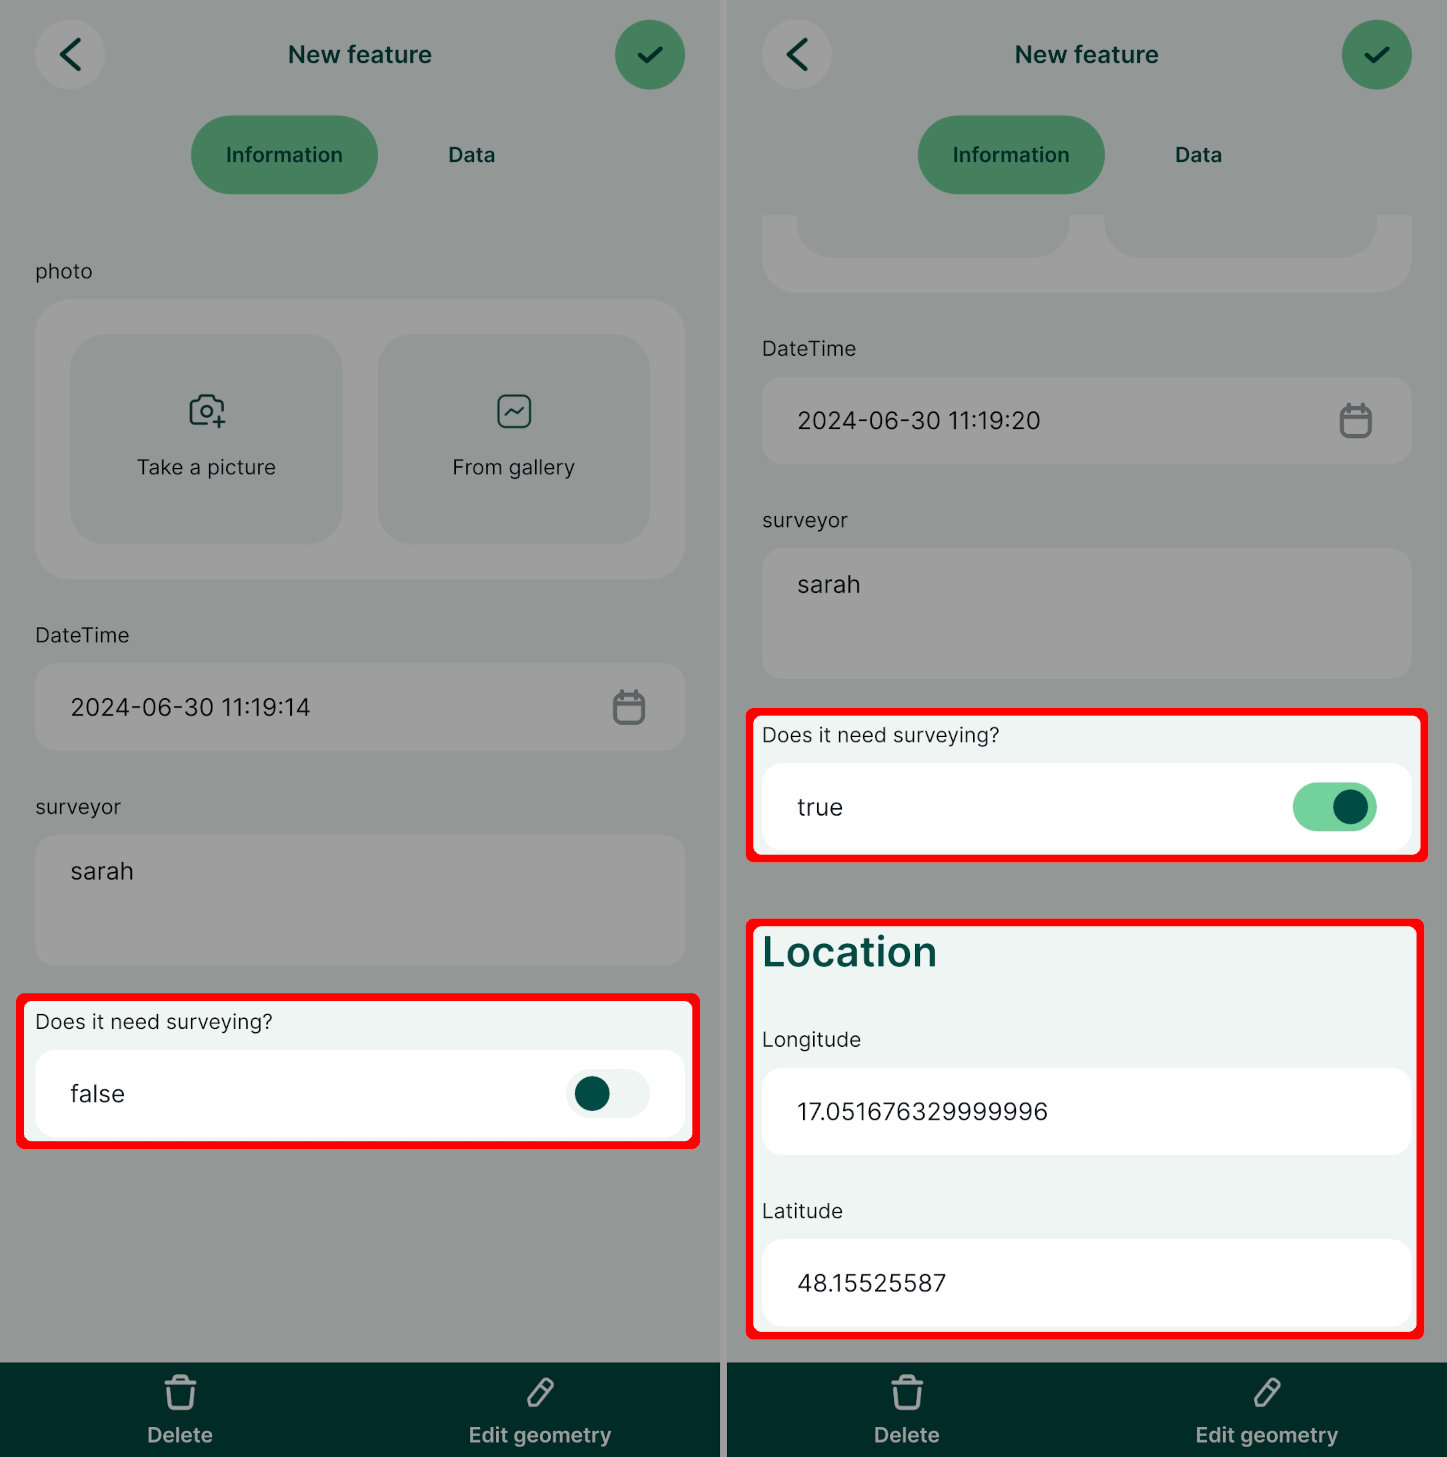 New feature
Information
Data
photo
Take a picture
From gallery
DateTime
2024-06-30 11:19:14
surveyor
sarah
Does it need surveying?
false
Delete
Edit geometry
New feature
Information
Data
DateTime
2024-06-30 11:19:20
surveyor
sarah
Does it need surveying?
true
Location
Longitude
17.051676329999996
Latitude
48.15525587
Delete
Edit geometry